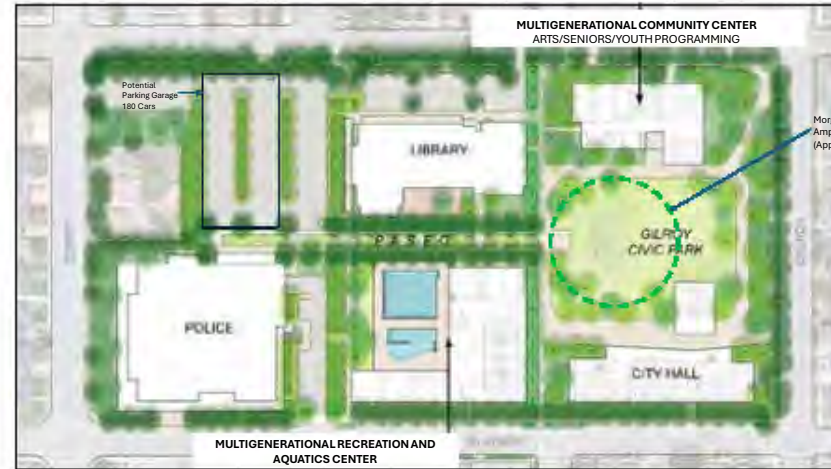 MULTIGENERATIONAL COMMUNITY CENTER
ARTS/SENIORS/YOUTH PROGRAMMING
Potential
Parking Garage
180 Cars
Mor
Amp
(App
LIBRARY
PASEO
GILROY
CIVIC PARK
POLICE
CITY HALL
MULTIGENERATIONAL RECREATION AND
AQUATICS CENTER